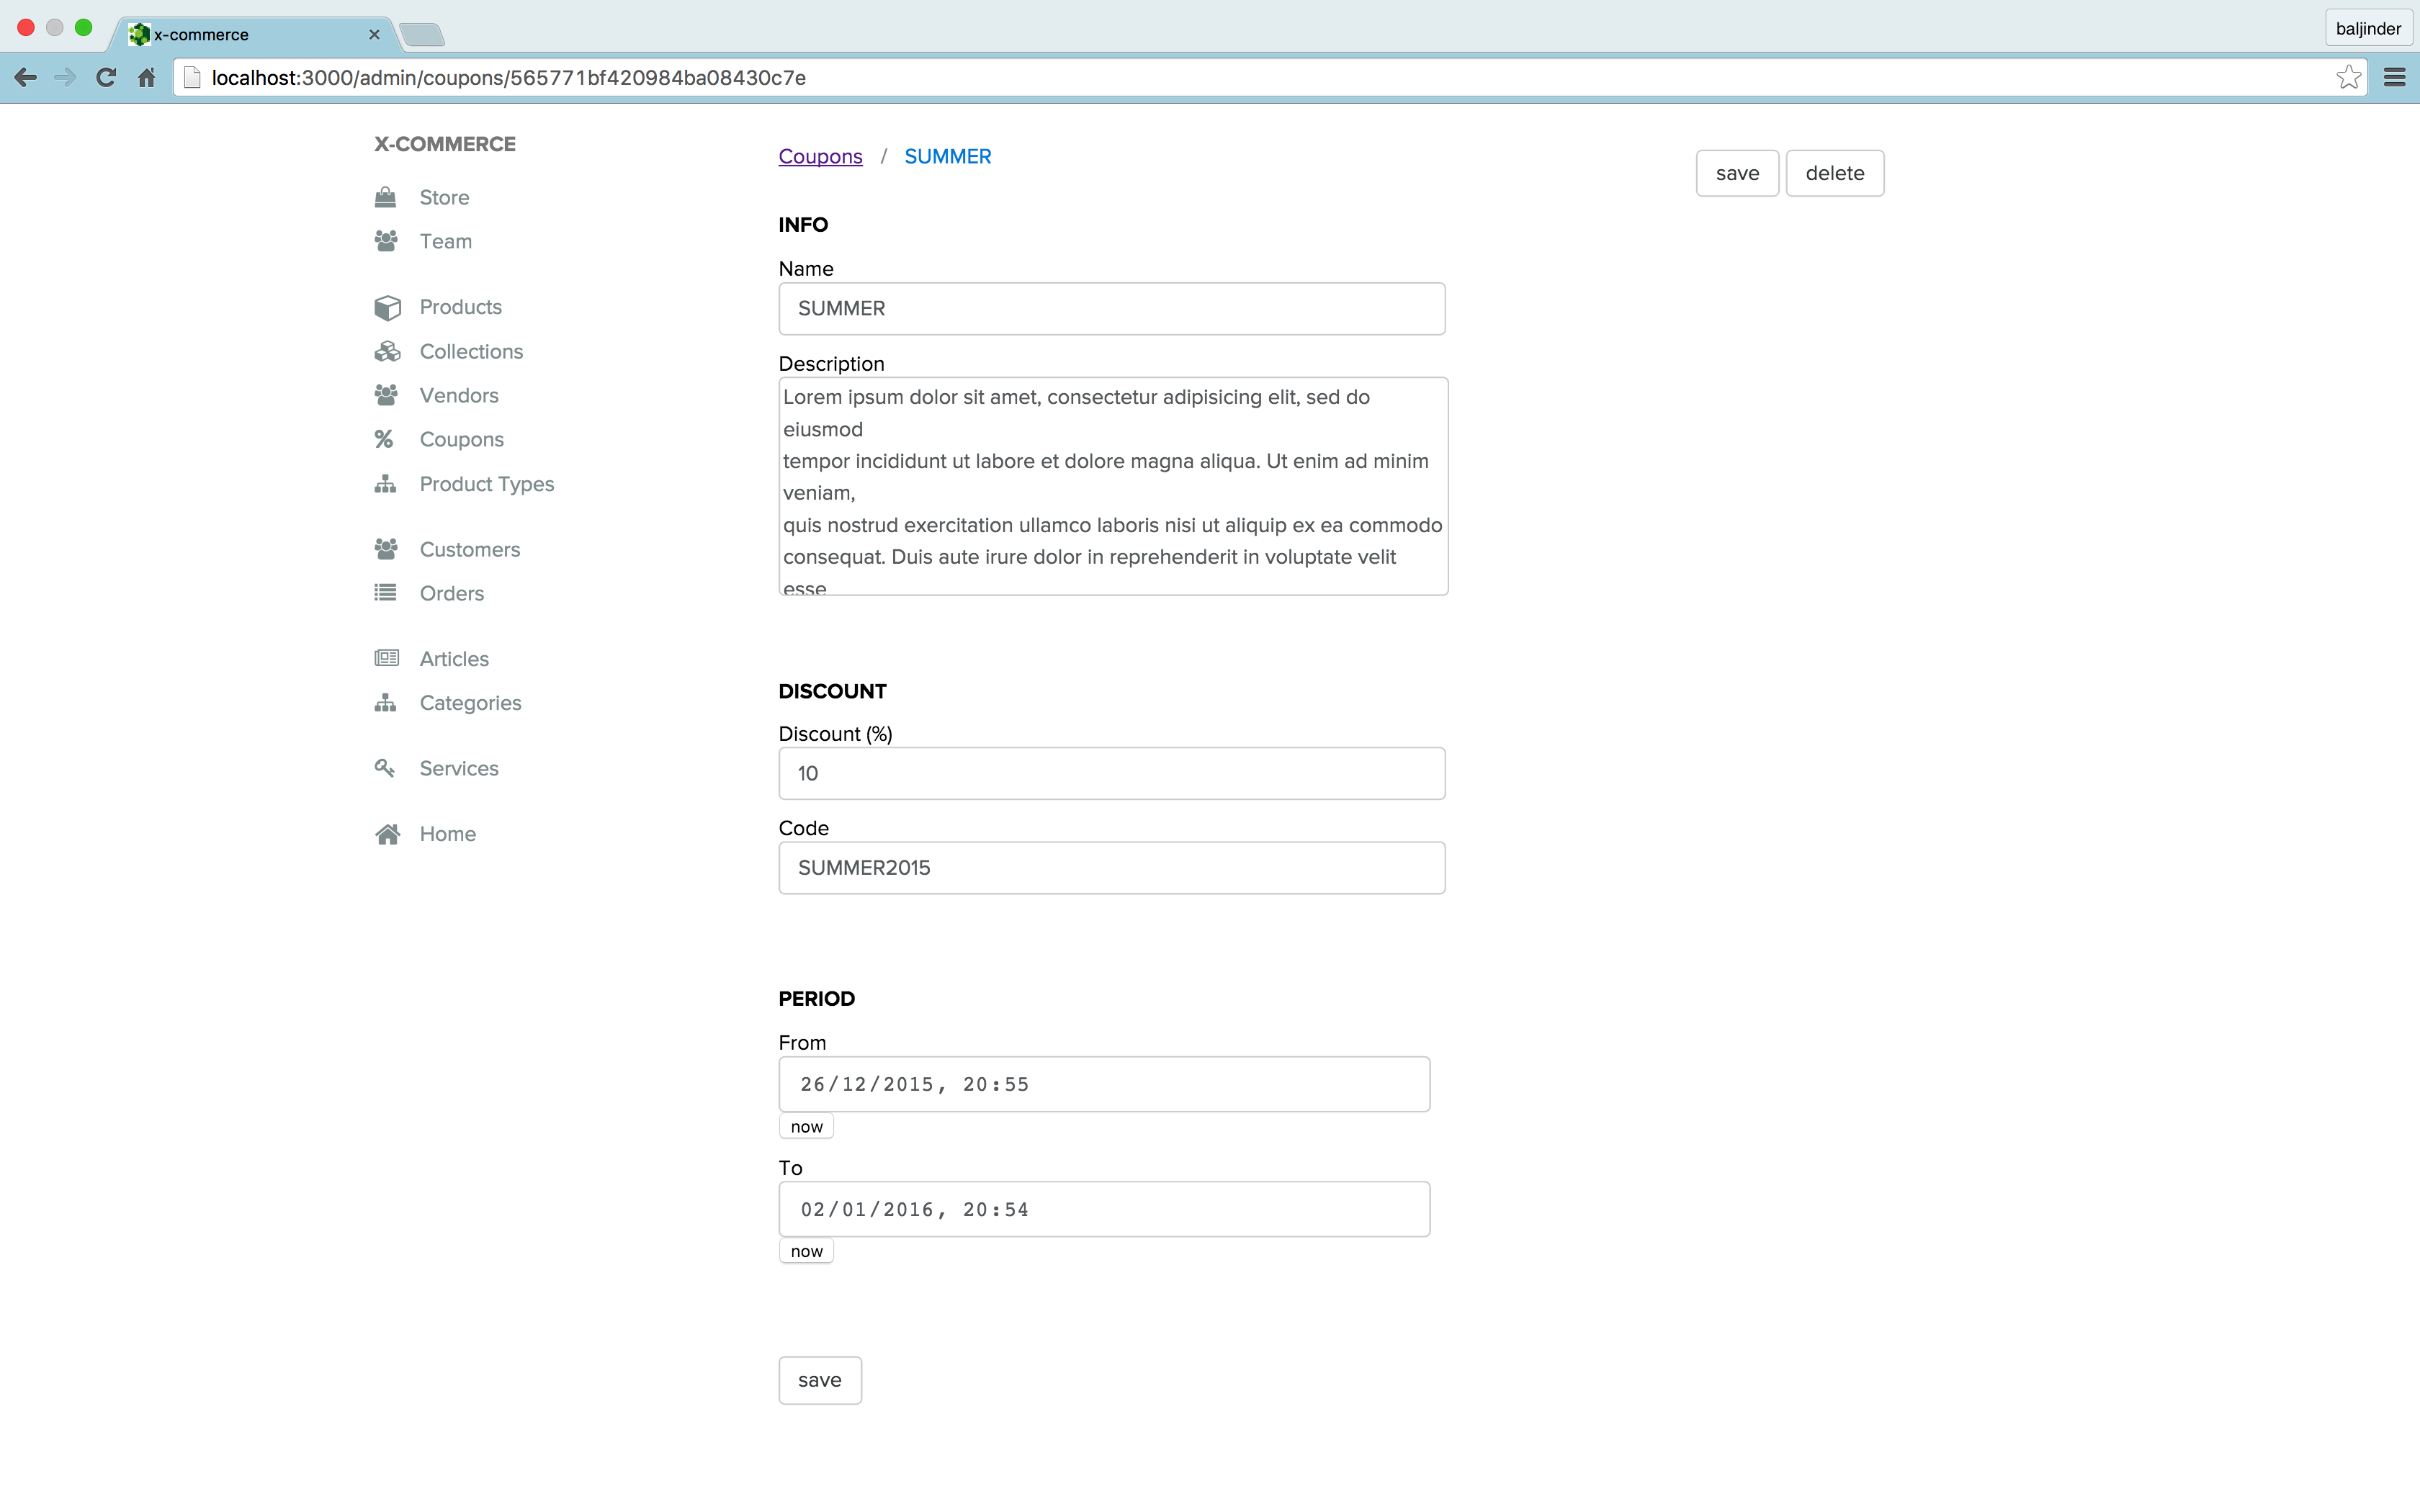 x-commerce
baljinder
localhost:3000/admin/coupons/565771bf420984ba08430c7e
X-COMMERCE
Store
Team
Products
Collections
Vendors
Coupons
Product Types
Customers
Orders
Articles
Categories
Services
Home
Coupons / SUMMER
save delete
INFO
Name
SUMMER
Description
Lorem ipsum dolor sit amet, consectetur adipisicing elit, sed do
eiusmod
tempor incididunt ut labore et dolore magna aliqua. Ut enim ad minim
veniam,
quis nostrud exercitation ullamco laboris nisi ut aliquip ex ea commodo
consequat. Duis aute irure dolor in reprehenderit in voluptate velit
esse
DISCOUNT
Discount (%)
10
Code
SUMMER2015
PERIOD
From
26/12/2015, 20:55
now
To
02/01/2016, 20:54
now
save